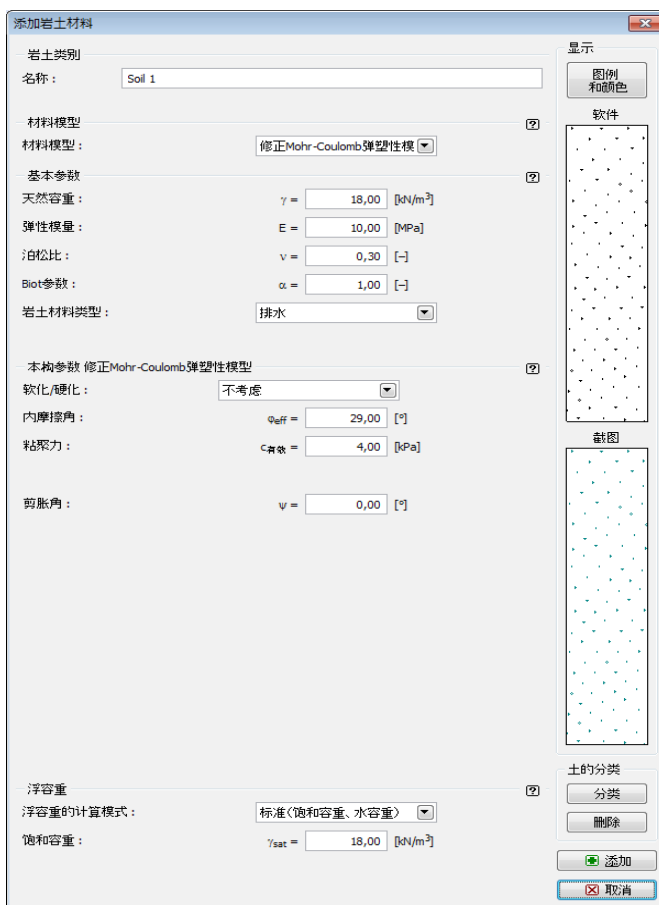 添加岩土材料
岩土类别
名称：
Soil 1
材料模型
?
材料模型：
修正Mohr-Coulomb弹塑性模
基本参数
?
天然容重： γ = 18,00 [kN/m³]
弹性模量： E = 10,00 [MPa]
泊松比： ν = 0,30 [–]
Biot参数： α = 1,00 [–]
岩土材料类型： 排水
本构参数 修正Mohr-Coulomb弹塑性模型
?
软化/硬化： 不考虑
内摩擦角： φeff = 29,00 [°]
粘聚力： c有效 = 4,00 [kPa]
剪胀角： ψ = 0,00 [°]
浮容重
?
浮容重的计算模式： 标准（饱和容重、水容重）
饱和容重： γsat = 18,00 [kN/m³]
显示
图例
和颜色
软件
截图
土的分类
分类
删除
添加
取消